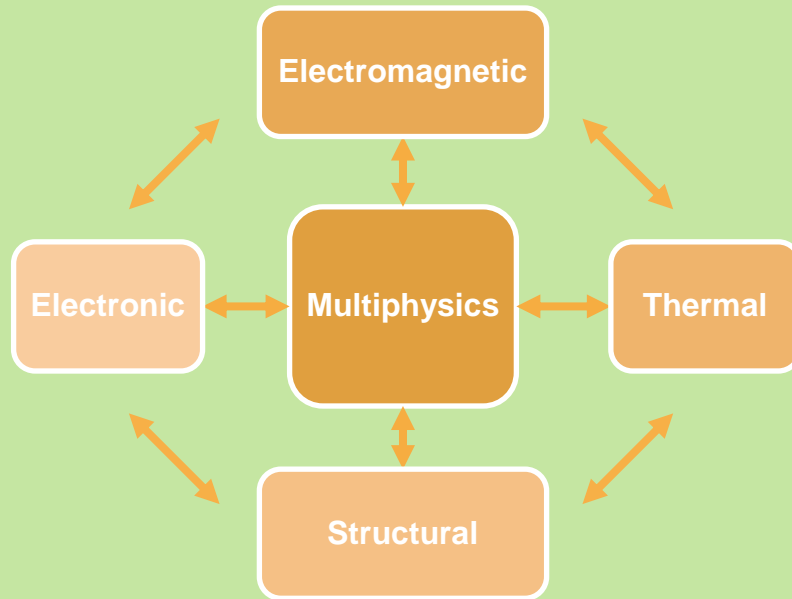 Electromagnetic
Electronic
Multiphysics
Thermal
Structural